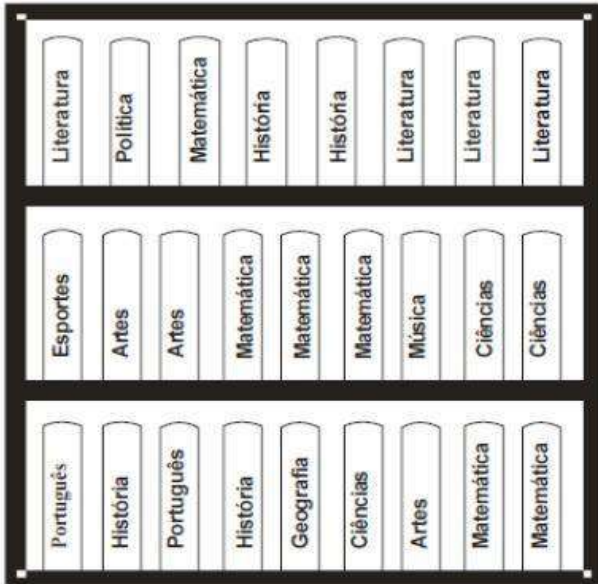 Literatura
Política
Matemática
História
História
Literatura
Literatura
Literatura
Esportes
Artes
Artes
Matemática
Matemática
Matemática
Música
Ciências
Ciências
Português
História
Português
História
Geografia
Ciências
Artes
Matemática
Matemática